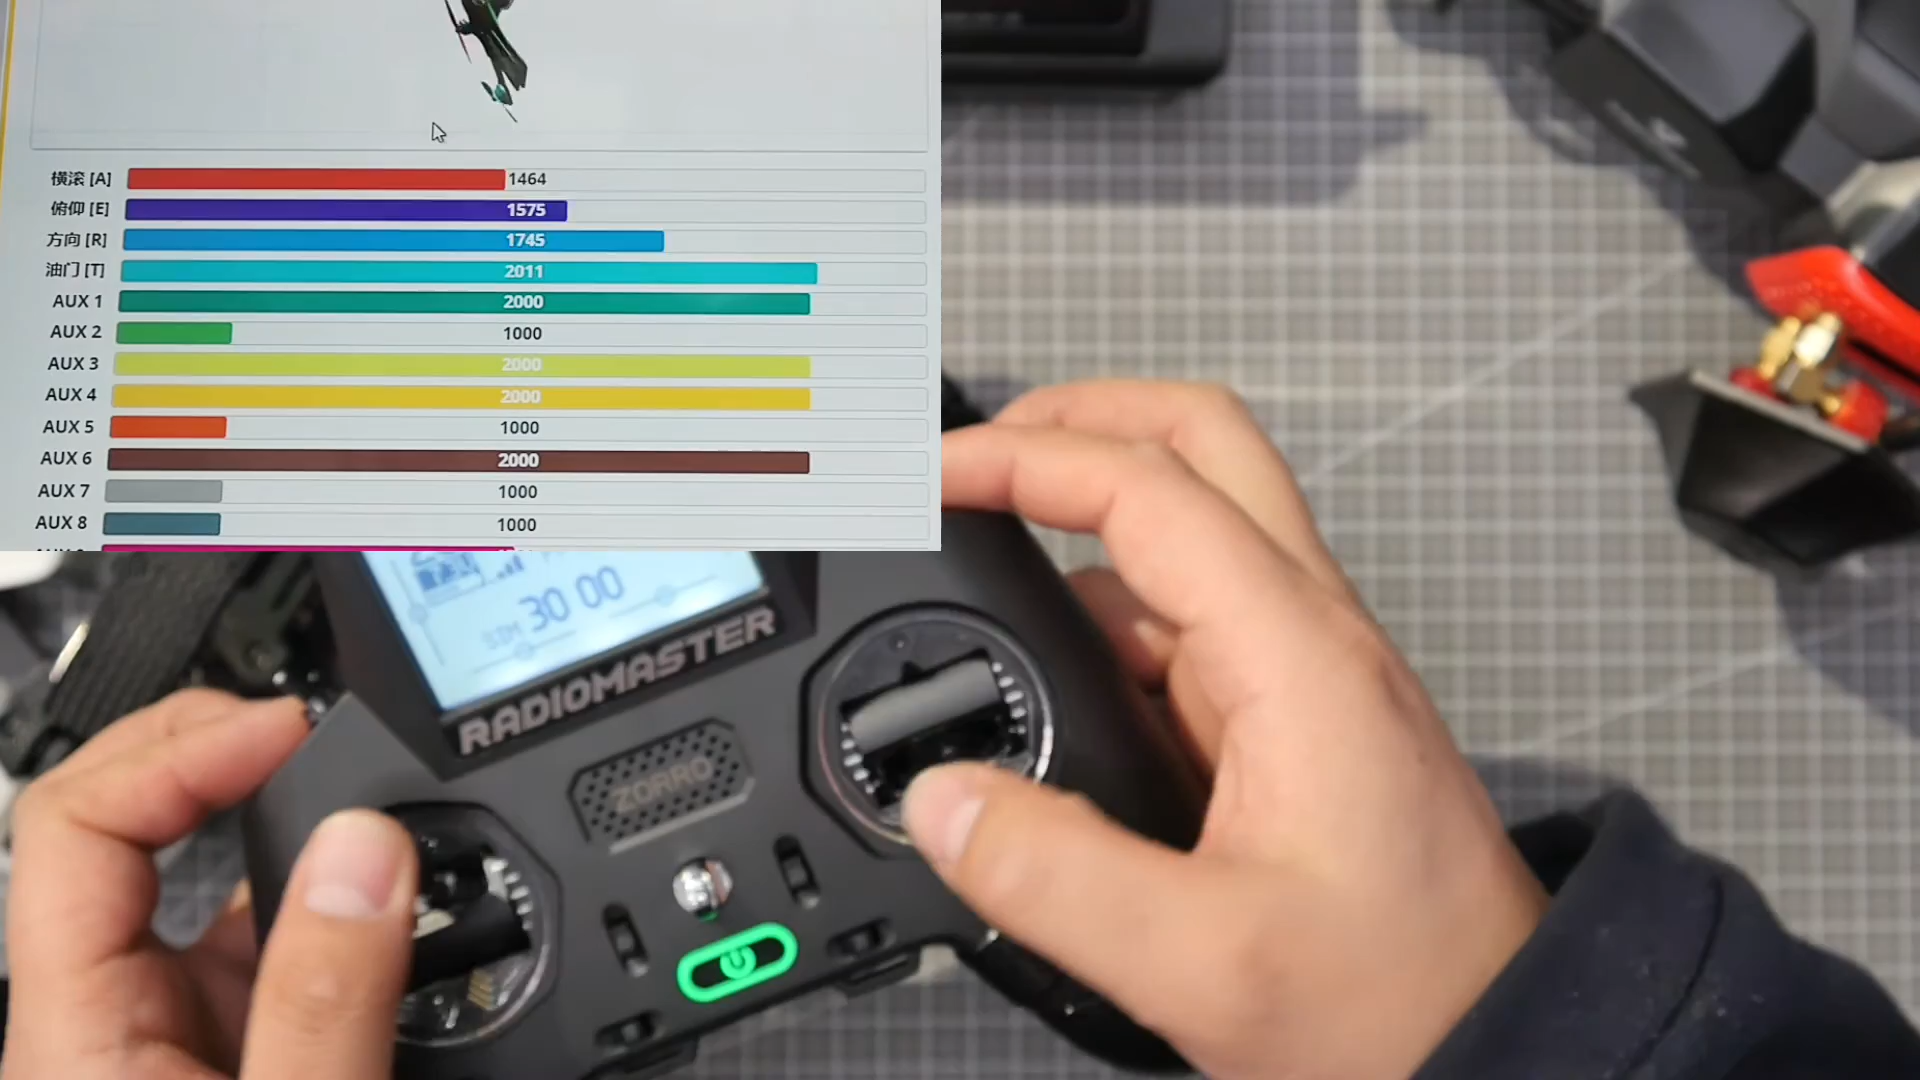 横滚 [A] 1464
俯仰 [E] 1575
方向 [R] 1745
油门 [T] 2011
AUX 1 2000
AUX 2 1000
AUX 3 2000
AUX 4 2000
AUX 5 1000
AUX 6 2000
AUX 7 1000
AUX 8 1000
30 00
RADIOMASTER
ZORRO